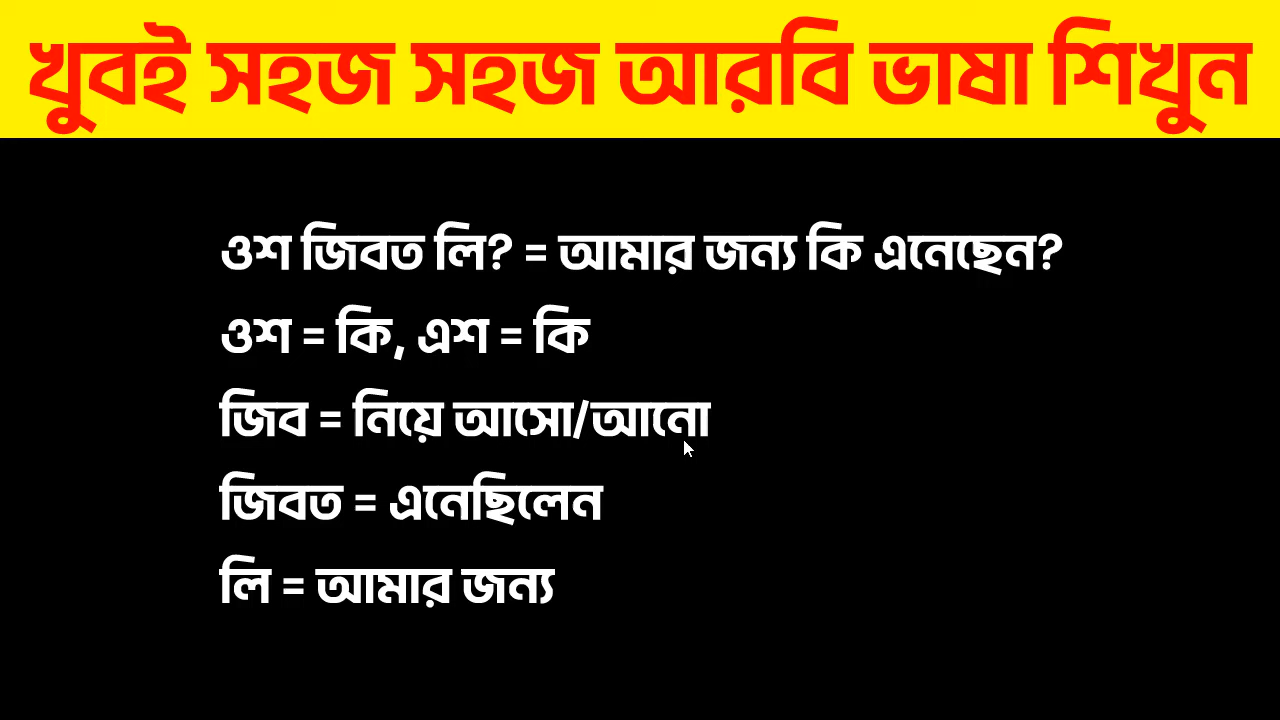 খুবই সহজ সহজ আরবি ভাষা শিখুন
ওশ জিবত লি? = আমার জন্য কি এনেছেন?
ওশ = কি, এশ = কি
জিব = নিয়ে আসো/আনো
জিবত = এনেছিলেন
লি = আমার জন্য